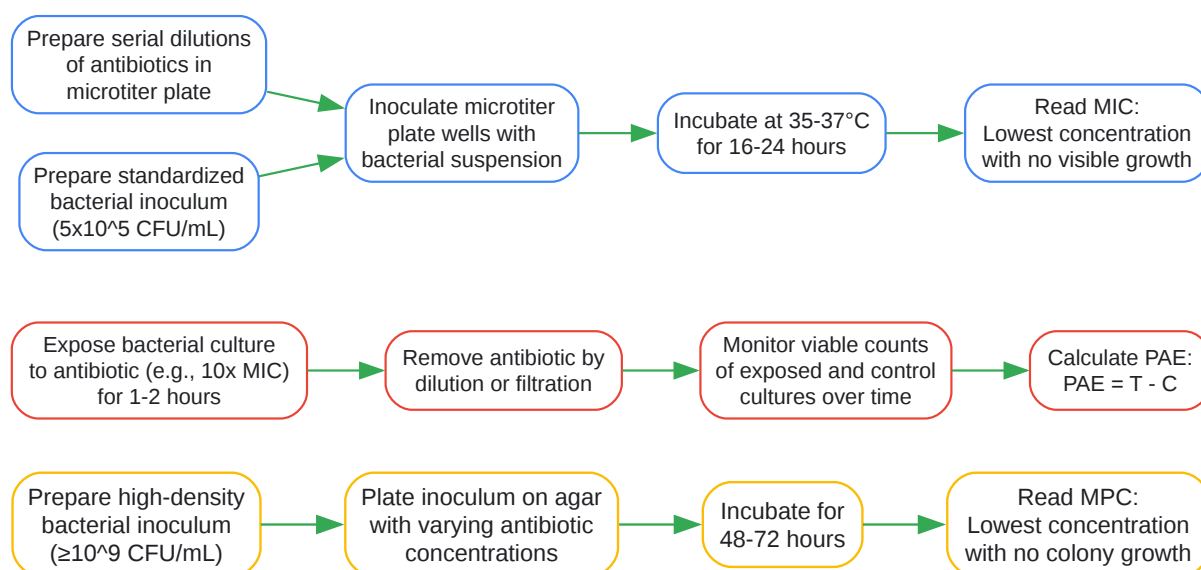 Prepare serial dilutions
of antibiotics in
microtiter plate
Prepare standardized
bacterial inoculum
(5x10^5 CFU/mL)
Inoculate microtiter
plate wells with
bacterial suspension
Incubate at 35-37°C
for 16-24 hours
Read MIC:
Lowest concentration
with no visible growth
Expose bacterial culture
to antibiotic (e.g., 10x MIC)
for 1-2 hours
Remove antibiotic by
dilution or filtration
Monitor viable counts
of exposed and control
cultures over time
Calculate PAE:
PAE = T - C
Prepare high-density
bacterial inoculum
(≥10^9 CFU/mL)
Plate inoculum on agar
with varying antibiotic
concentrations
Incubate for
48-72 hours
Read MPC:
Lowest concentration
with no colony growth